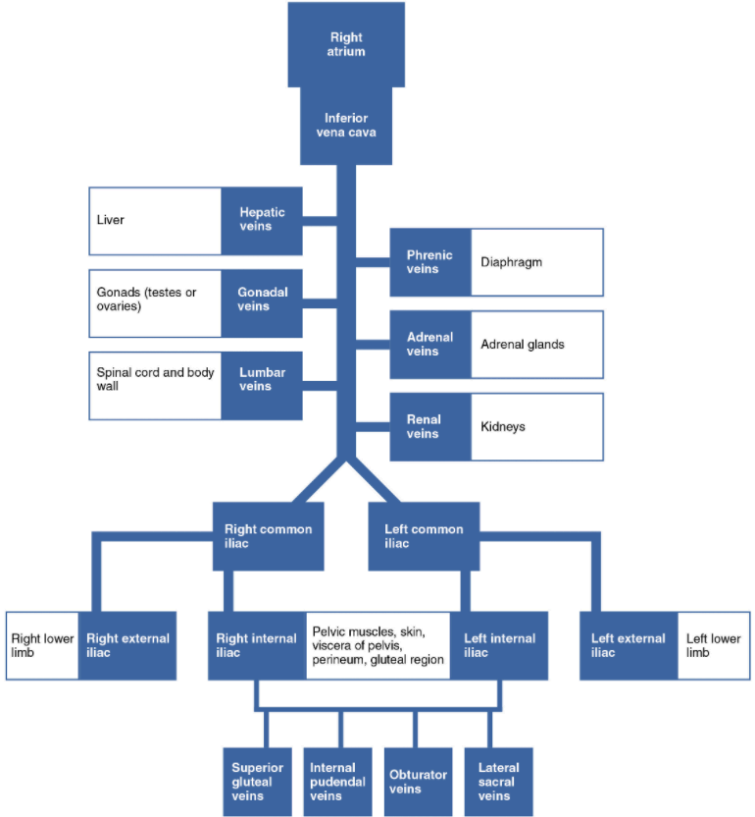 Right
atrium
Inferior
vena cava
Liver
Hepatic
veins
Phrenic
veins
Diaphragm
Gonads (testes or
ovaries)
Gonadal
veins
Adrenal
veins
Adrenal glands
Spinal cord and body
wall
Lumbar
veins
Renal
veins
Kidneys
Right common
iliac
Left common
iliac
Right lower
limb
Right external
iliac
Right internal
iliac
Pelvic muscles, skin,
viscera of pelvis,
perineum, gluteal region
Left internal
iliac
Left external
iliac
Left lower
limb
Superior
gluteal
veins
Internal
pudendal
veins
Obturator
veins
Lateral
sacral
veins